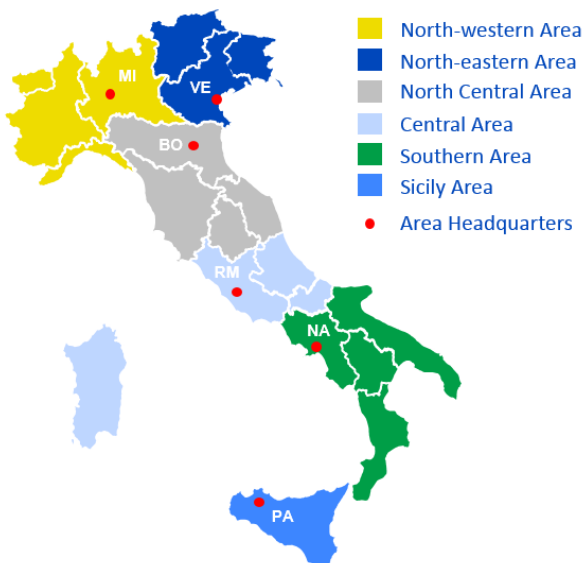 North-western Area
North-eastern Area
North Central Area
Central Area
Southern Area
Sicily Area
Area Headquarters
MI
VE
BO
RM
NA
PA